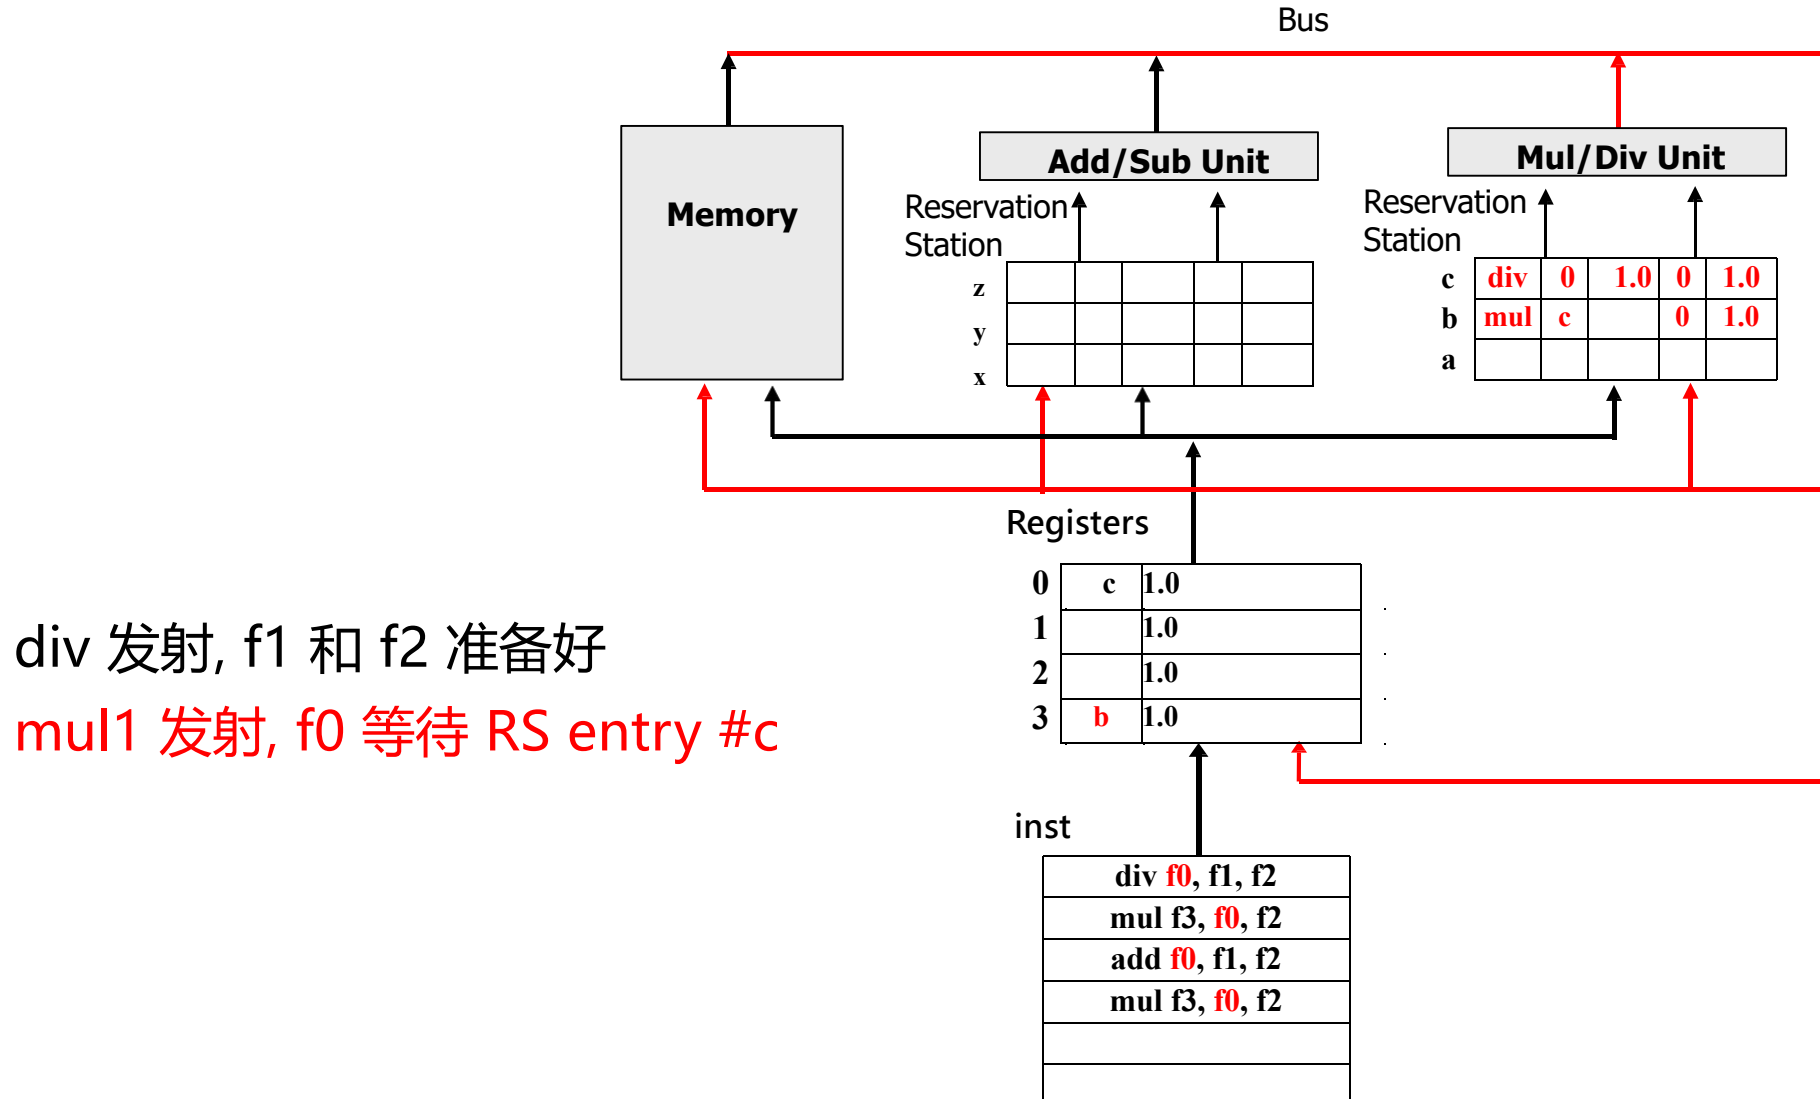 Bus
Memory
Add/Sub Unit
Mul/Div Unit
Reservation
Station
Reservation
Station
z
y
x
c div 0 1.0 0 1.0
b mul c 0 1.0
a
Registers
0 c 1.0
1 1.0
2 1.0
3 b 1.0
div 发射, f1 和 f2 准备好
mul1 发射, f0 等待 RS entry #c
inst
div f0, f1, f2
mul f3, f0, f2
add f0, f1, f2
mul f3, f0, f2